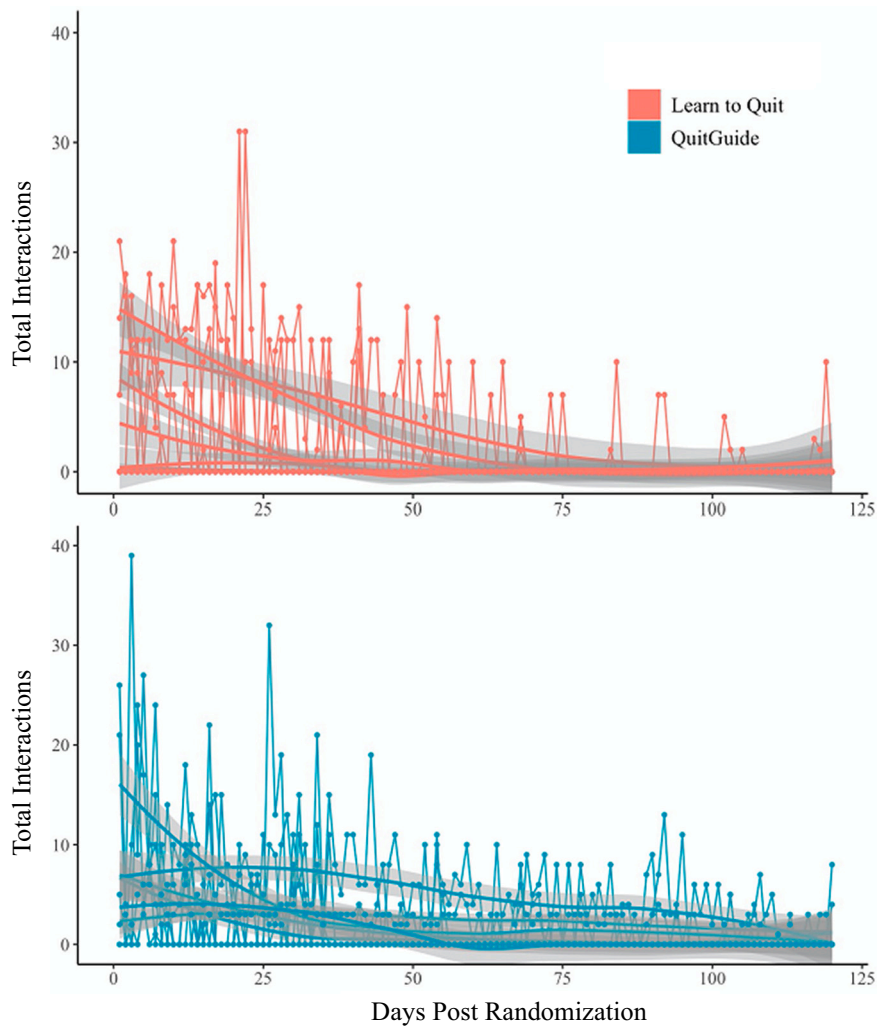 40
30
20
10
0
Total Interactions
Learn to Quit
QuitGuide
0 25 50 75 100 125
40
30
20
10
0
Total Interactions
0 25 50 75 100 125
Days Post Randomization